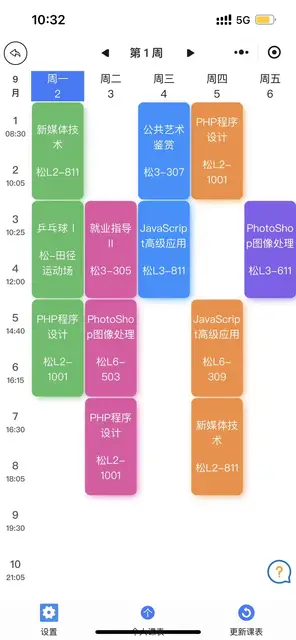 10:32
5G
第 1 周
9
月
周一
2
周二
3
周三
4
周四
5
周五
6
1
08:30
2
10:05
3
10:25
4
12:00
5
14:40
6
16:15
7
16:30
8
18:05
9
19:30
10
21:05
新媒体技
术
松L2-811
公共艺术
鉴赏
松3-307
PHP程序
设计
松L2-
1001
乒乓球Ⅰ
松-田径
运动场
就业指导
II
松3-305
JavaScrip
t高级应用
松L3-811
PhotoSho
p图像处理
松L3-611
PHP程序
设计
松L2-
1001
PhotoSho
p图像处理
松L6-
503
JavaScrip
t高级应用
松L6-
309
PHP程序
设计
松L2-
1001
新媒体技
术
松L2-811
?
设置
个
个人课表
更新课表